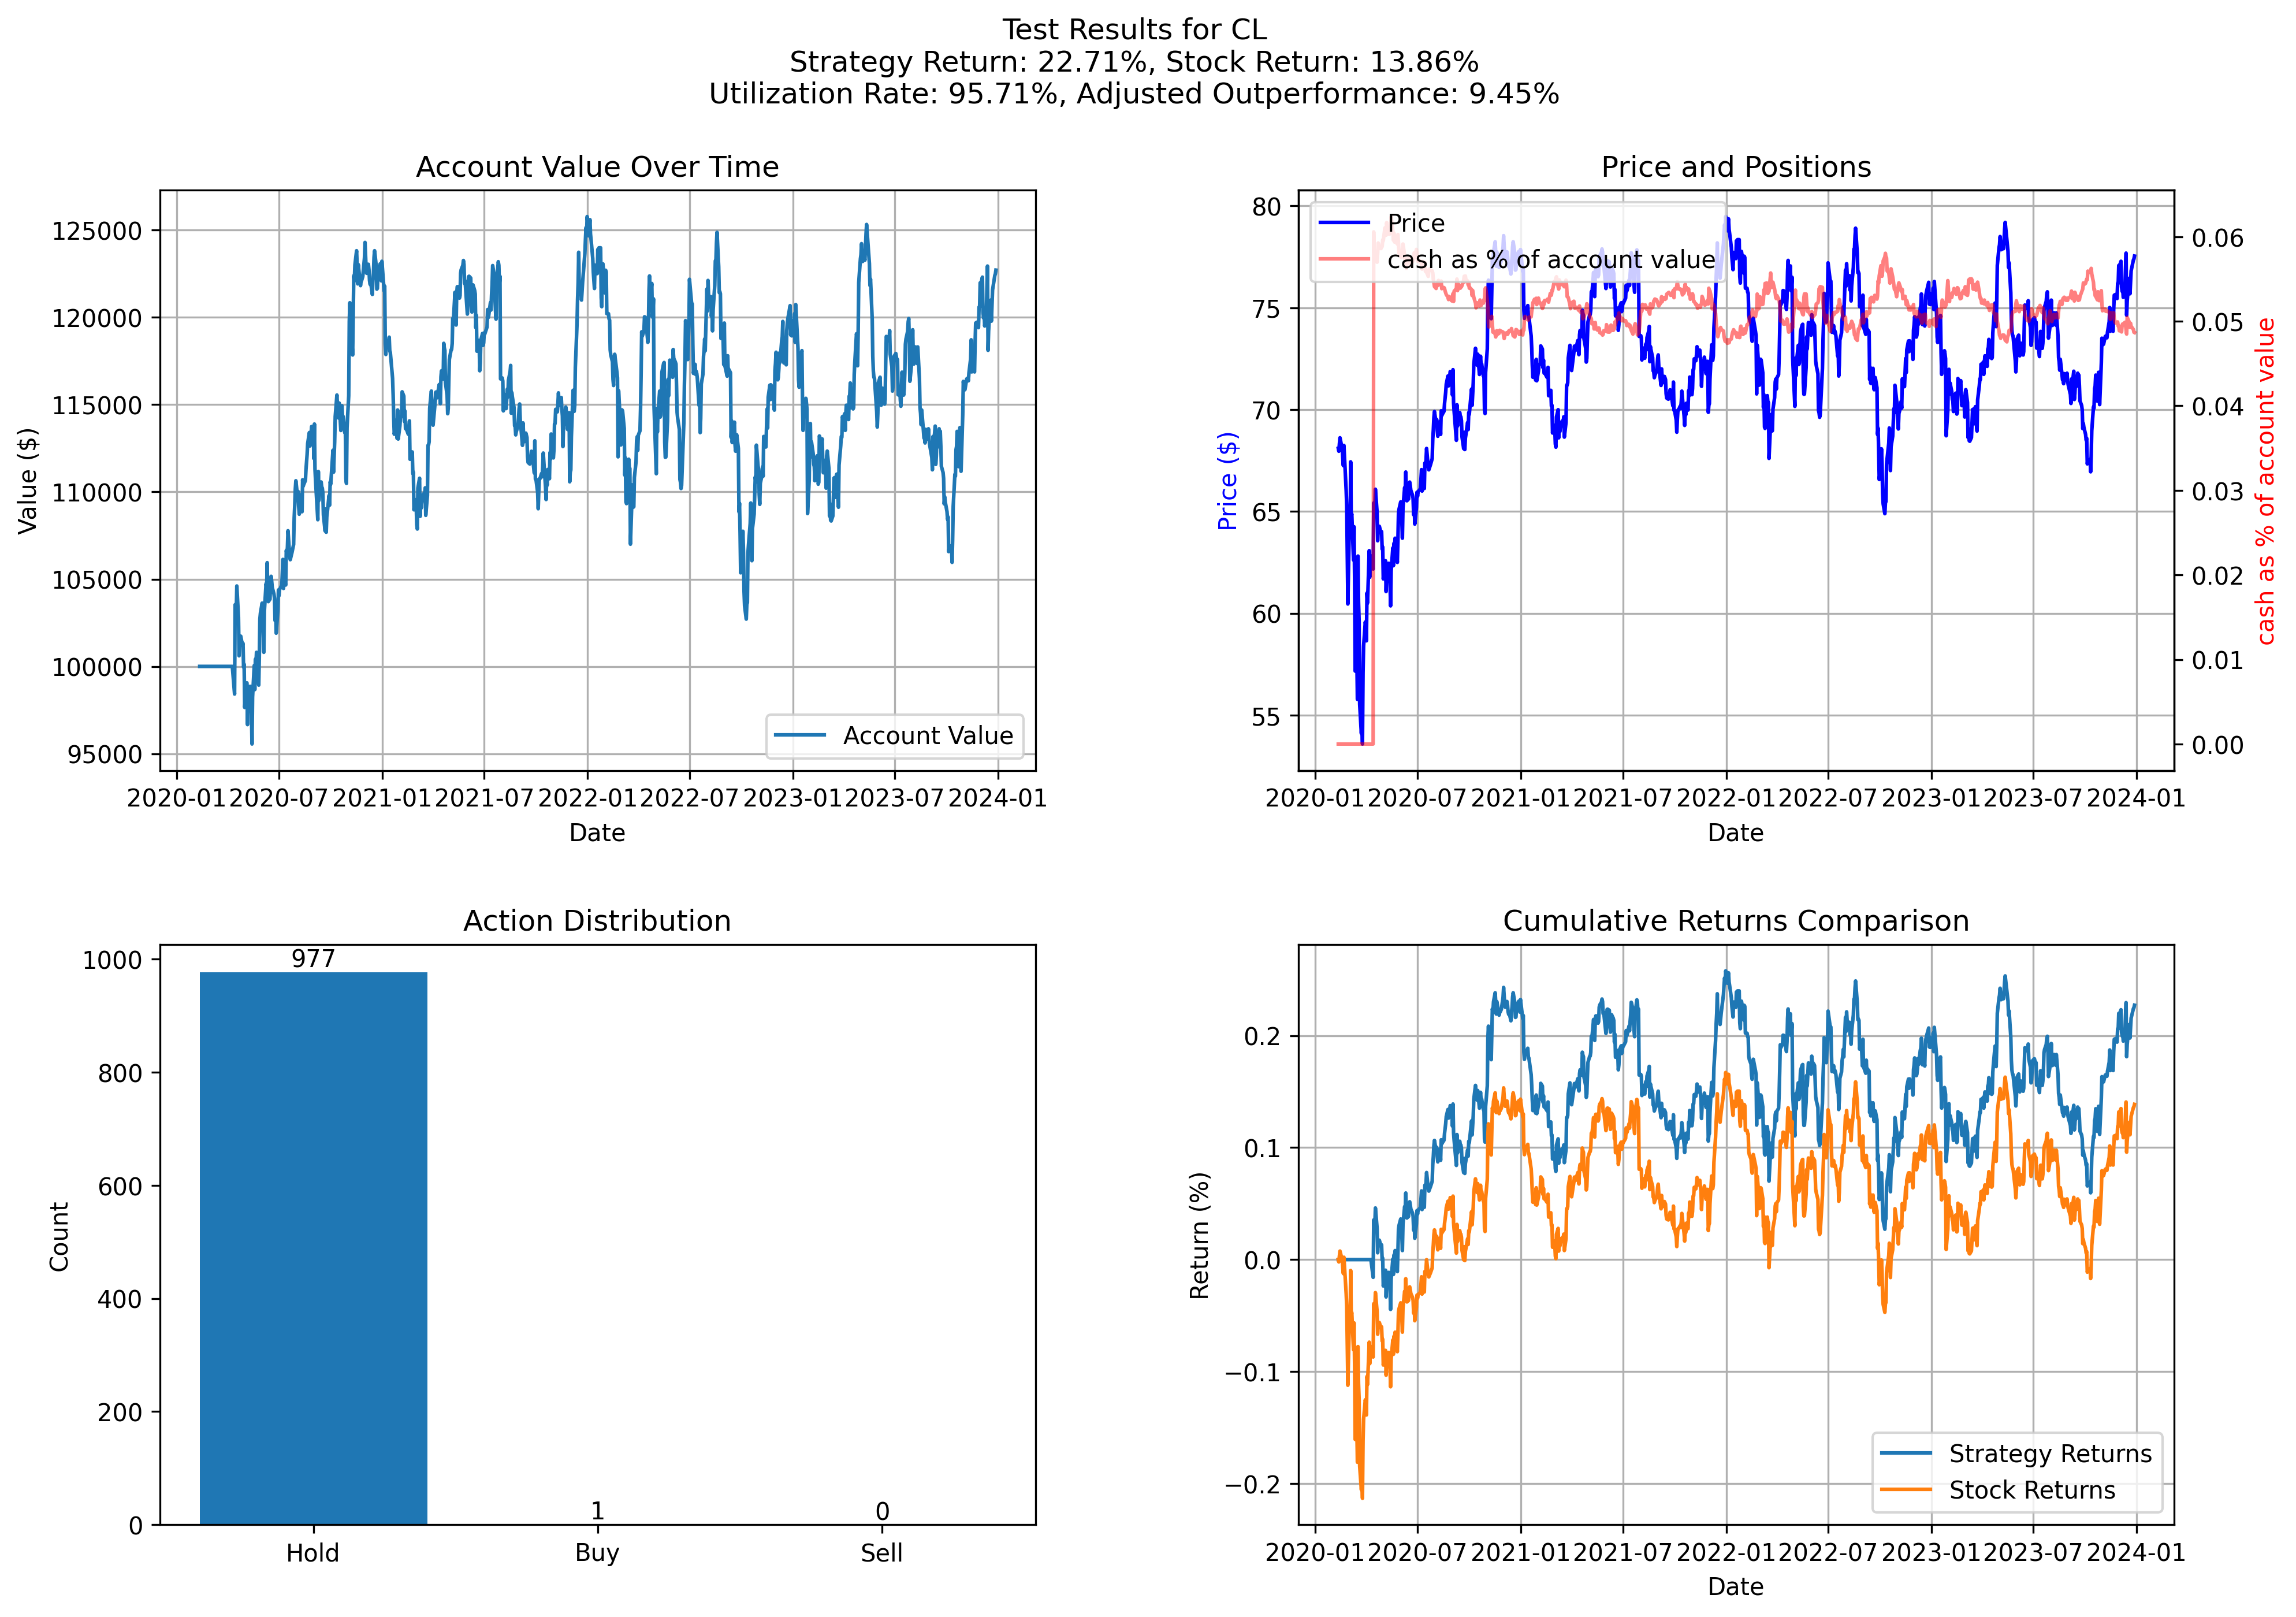 Test Results for CL
Strategy Return: 22.71%, Stock Return: 13.86%
Utilization Rate: 95.71%, Adjusted Outperformance: 9.45%
Account Value Over Time
Value ($)
125000
120000
115000
110000
105000
100000
95000
Account Value
2020-01 2020-07 2021-01 2021-07 2022-01 2022-07 2023-01 2023-07 2024-01
Date
Price and Positions
Price ($)
80
75
70
65
60
55
Price
cash as % of account value
0.06
0.05
0.04
0.03
0.02
0.01
0.00
cash as % of account value
2020-01 2020-07 2021-01 2021-07 2022-01 2022-07 2023-01 2023-07 2024-01
Date
Action Distribution
Count
1000
800
600
400
200
0
977
1
0
Hold Buy Sell
Cumulative Returns Comparison
Return (%)
0.2
0.1
0.0
−0.1
−0.2
Strategy Returns
Stock Returns
2020-01 2020-07 2021-01 2021-07 2022-01 2022-07 2023-01 2023-07 2024-01
Date